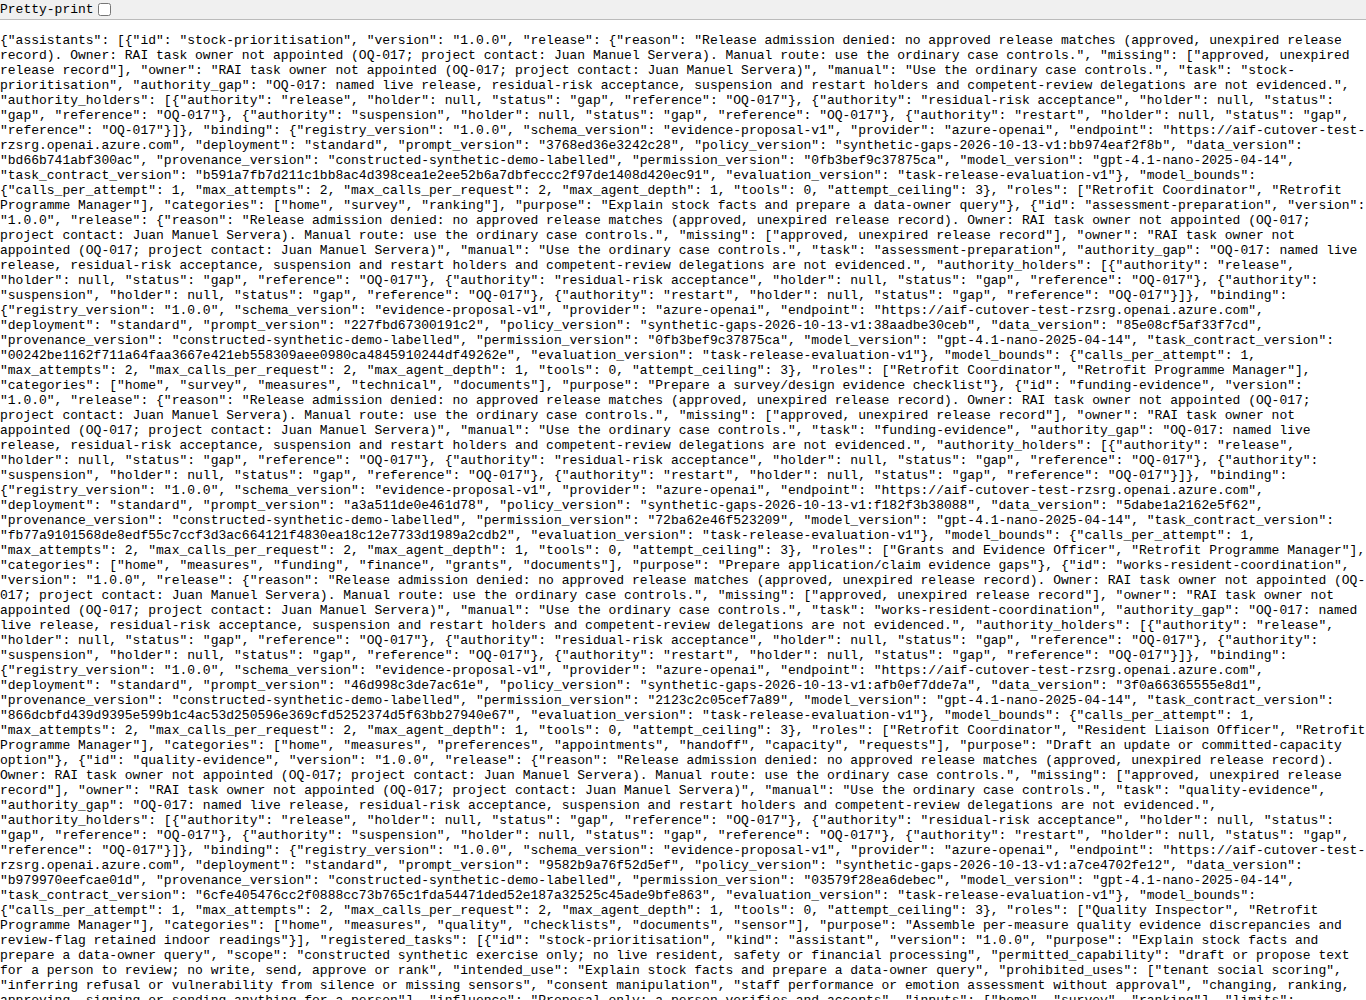 Pretty-print
{"assistants": [{"id": "stock-prioritisation", "version": "1.0.0", "release": {"reason": "Release admission denied: no approved release matches (approved, unexpired release
record). Owner: RAI task owner not appointed (OQ-017; project contact: Juan Manuel Servera). Manual route: use the ordinary case controls.", "missing": ["approved, unexpired
release record"], "owner": "RAI task owner not appointed (OQ-017; project contact: Juan Manuel Servera)", "manual": "Use the ordinary case controls.", "task": "stock-
prioritisation", "authority_gap": "OQ-017: named live release, residual-risk acceptance, suspension and restart holders and competent-review delegations are not evidenced.",
"authority_holders": [{"authority": "release", "holder": null, "status": "gap", "reference": "OQ-017"}, {"authority": "residual-risk acceptance", "holder": null, "status":
"gap", "reference": "OQ-017"}, {"authority": "suspension", "holder": null, "status": "gap", "reference": "OQ-017"}, {"authority": "restart", "holder": null, "status": "gap",
"reference": "OQ-017"}]}, "binding": {"registry_version": "1.0.0", "schema_version": "evidence-proposal-v1", "provider": "azure-openai", "endpoint": "https://aif-cutover-test-
rzsrg.openai.azure.com", "deployment": "standard", "prompt_version": "3768ed36e3242c28", "policy_version": "synthetic-gaps-2026-10-13-v1:bb974eaf2f8b", "data_version":
"bd66b741abf300ac", "provenance_version": "constructed-synthetic-demo-labelled", "permission_version": "0fb3bef9c37875ca", "model_version": "gpt-4.1-nano-2025-04-14",
"task_contract_version": "b591a7fb7d211c1bb8ac4d398cea1e2ee52b6a7dbfeccc2f97de1408d420ec91", "evaluation_version": "task-release-evaluation-v1"}, "model_bounds":
{"calls_per_attempt": 1, "max_attempts": 2, "max_calls_per_request": 2, "max_agent_depth": 1, "tools": 0, "attempt_ceiling": 3}, "roles": ["Retrofit Coordinator", "Retrofit
Programme Manager"], "categories": ["home", "survey", "ranking"], "purpose": "Explain stock facts and prepare a data-owner query"}, {"id": "assessment-preparation", "version":
"1.0.0", "release": {"reason": "Release admission denied: no approved release matches (approved, unexpired release record). Owner: RAI task owner not appointed (OQ-017;
project contact: Juan Manuel Servera). Manual route: use the ordinary case controls.", "missing": ["approved, unexpired release record"], "owner": "RAI task owner not
appointed (OQ-017; project contact: Juan Manuel Servera)", "manual": "Use the ordinary case controls.", "task": "assessment-preparation", "authority_gap": "OQ-017: named live
release, residual-risk acceptance, suspension and restart holders and competent-review delegations are not evidenced.", "authority_holders": [{"authority": "release",
"holder": null, "status": "gap", "reference": "OQ-017"}, {"authority": "residual-risk acceptance", "holder": null, "status": "gap", "reference": "OQ-017"}, {"authority":
"suspension", "holder": null, "status": "gap", "reference": "OQ-017"}, {"authority": "restart", "holder": null, "status": "gap", "reference": "OQ-017"}]}, "binding":
{"registry_version": "1.0.0", "schema_version": "evidence-proposal-v1", "provider": "azure-openai", "endpoint": "https://aif-cutover-test-rzsrg.openai.azure.com",
"deployment": "standard", "prompt_version": "227fbd67300191c2", "policy_version": "synthetic-gaps-2026-10-13-v1:38aadbe30ceb", "data_version": "85e08cf5af33f7cd",
"provenance_version": "constructed-synthetic-demo-labelled", "permission_version": "0fb3bef9c37875ca", "model_version": "gpt-4.1-nano-2025-04-14", "task_contract_version":
"00242be1162f711a64faa3667e421eb558309aee0980ca4845910244df49262e", "evaluation_version": "task-release-evaluation-v1"}, "model_bounds": {"calls_per_attempt": 1,
"max_attempts": 2, "max_calls_per_request": 2, "max_agent_depth": 1, "tools": 0, "attempt_ceiling": 3}, "roles": ["Retrofit Coordinator", "Retrofit Programme Manager"],
"categories": ["home", "survey", "measures", "technical", "documents"], "purpose": "Prepare a survey/design evidence checklist"}, {"id": "funding-evidence", "version":
"1.0.0", "release": {"reason": "Release admission denied: no approved release matches (approved, unexpired release record). Owner: RAI task owner not appointed (OQ-017;
project contact: Juan Manuel Servera). Manual route: use the ordinary case controls.", "missing": ["approved, unexpired release record"], "owner": "RAI task owner not
appointed (OQ-017; project contact: Juan Manuel Servera)", "manual": "Use the ordinary case controls.", "task": "funding-evidence", "authority_gap": "OQ-017: named live
release, residual-risk acceptance, suspension and restart holders and competent-review delegations are not evidenced.", "authority_holders": [{"authority": "release",
"holder": null, "status": "gap", "reference": "OQ-017"}, {"authority": "residual-risk acceptance", "holder": null, "status": "gap", "reference": "OQ-017"}, {"authority":
"suspension", "holder": null, "status": "gap", "reference": "OQ-017"}, {"authority": "restart", "holder": null, "status": "gap", "reference": "OQ-017"}]}, "binding":
{"registry_version": "1.0.0", "schema_version": "evidence-proposal-v1", "provider": "azure-openai", "endpoint": "https://aif-cutover-test-rzsrg.openai.azure.com",
"deployment": "standard", "prompt_version": "a3a511de0e461d78", "policy_version": "synthetic-gaps-2026-10-13-v1:f182f3b38088", "data_version": "5dabe1a2162e5f62",
"provenance_version": "constructed-synthetic-demo-labelled", "permission_version": "72ba62e46f523209", "model_version": "gpt-4.1-nano-2025-04-14", "task_contract_version":
"fb77a9101568de8edf55c7ccf3d3ac664121f4830ea18c12e7733d1989a2cdb2", "evaluation_version": "task-release-evaluation-v1"}, "model_bounds": {"calls_per_attempt": 1,
"max_attempts": 2, "max_calls_per_request": 2, "max_agent_depth": 1, "tools": 0, "attempt_ceiling": 3}, "roles": ["Grants and Evidence Officer", "Retrofit Programme Manager"],
"categories": ["home", "measures", "funding", "finance", "grants", "documents"], "purpose": "Prepare application/claim evidence gaps"}, {"id": "works-resident-coordination",
"version": "1.0.0", "release": {"reason": "Release admission denied: no approved release matches (approved, unexpired release record). Owner: RAI task owner not appointed (OQ-
017; project contact: Juan Manuel Servera). Manual route: use the ordinary case controls.", "missing": ["approved, unexpired release record"], "owner": "RAI task owner not
appointed (OQ-017; project contact: Juan Manuel Servera)", "manual": "Use the ordinary case controls.", "task": "works-resident-coordination", "authority_gap": "OQ-017: named
live release, residual-risk acceptance, suspension and restart holders and competent-review delegations are not evidenced.", "authority_holders": [{"authority": "release",
"holder": null, "status": "gap", "reference": "OQ-017"}, {"authority": "residual-risk acceptance", "holder": null, "status": "gap", "reference": "OQ-017"}, {"authority":
"suspension", "holder": null, "status": "gap", "reference": "OQ-017"}, {"authority": "restart", "holder": null, "status": "gap", "reference": "OQ-017"}]}, "binding":
{"registry_version": "1.0.0", "schema_version": "evidence-proposal-v1", "provider": "azure-openai", "endpoint": "https://aif-cutover-test-rzsrg.openai.azure.com",
"deployment": "standard", "prompt_version": "46d998c3de7ac61e", "policy_version": "synthetic-gaps-2026-10-13-v1:afb0ef7dde7a", "data_version": "3f0a66365555e8d1",
"provenance_version": "constructed-synthetic-demo-labelled", "permission_version": "2123c2c05cef7a89", "model_version": "gpt-4.1-nano-2025-04-14", "task_contract_version":
"866dcbfd439d9395e599b1c4ac53d250596e369cfd5252374d5f63bb27940e67", "evaluation_version": "task-release-evaluation-v1"}, "model_bounds": {"calls_per_attempt": 1,
"max_attempts": 2, "max_calls_per_request": 2, "max_agent_depth": 1, "tools": 0, "attempt_ceiling": 3}, "roles": ["Retrofit Coordinator", "Resident Liaison Officer", "Retrofit
Programme Manager"], "categories": ["home", "measures", "preferences", "appointments", "handoff", "capacity", "requests"], "purpose": "Draft an update or committed-capacity
option"}, {"id": "quality-evidence", "version": "1.0.0", "release": {"reason": "Release admission denied: no approved release matches (approved, unexpired release record).
Owner: RAI task owner not appointed (OQ-017; project contact: Juan Manuel Servera). Manual route: use the ordinary case controls.", "missing": ["approved, unexpired release
record"], "owner": "RAI task owner not appointed (OQ-017; project contact: Juan Manuel Servera)", "manual": "Use the ordinary case controls.", "task": "quality-evidence",
"authority_gap": "OQ-017: named live release, residual-risk acceptance, suspension and restart holders and competent-review delegations are not evidenced.",
"authority_holders": [{"authority": "release", "holder": null, "status": "gap", "reference": "OQ-017"}, {"authority": "residual-risk acceptance", "holder": null, "status":
"gap", "reference": "OQ-017"}, {"authority": "suspension", "holder": null, "status": "gap", "reference": "OQ-017"}, {"authority": "restart", "holder": null, "status": "gap",
"reference": "OQ-017"}]}, "binding": {"registry_version": "1.0.0", "schema_version": "evidence-proposal-v1", "provider": "azure-openai", "endpoint": "https://aif-cutover-test-
rzsrg.openai.azure.com", "deployment": "standard", "prompt_version": "9582b9a76f52d5ef", "policy_version": "synthetic-gaps-2026-10-13-v1:a7ce4702fe12", "data_version":
"b979970eefcae01d", "provenance_version": "constructed-synthetic-demo-labelled", "permission_version": "03579f28ea6debec", "model_version": "gpt-4.1-nano-2025-04-14",
"task_contract_version": "6cfe405476cc2f0888cc73b765c1fda54471ded52e187a32525c45ade9bfe863", "evaluation_version": "task-release-evaluation-v1"}, "model_bounds":
{"calls_per_attempt": 1, "max_attempts": 2, "max_calls_per_request": 2, "max_agent_depth": 1, "tools": 0, "attempt_ceiling": 3}, "roles": ["Quality Inspector", "Retrofit
Programme Manager"], "categories": ["home", "measures", "quality", "checklists", "documents", "sensor"], "purpose": "Assemble per-measure quality evidence discrepancies and
review-flag retained indoor readings"}], "registered_tasks": [{"id": "stock-prioritisation", "kind": "assistant", "version": "1.0.0", "purpose": "Explain stock facts and
prepare a data-owner query", "scope": "constructed synthetic exercise only; no live resident, safety or financial processing", "permitted_capability": "draft or propose text
for a person to review; no write, send, approve or rank", "intended_use": "Explain stock facts and prepare a data-owner query", "prohibited_uses": ["tenant social scoring",
"inferring refusal or vulnerability from silence or missing sensors", "consent manipulation", "staff performance or emotion assessment without approval", "changing, ranking,
approving, signing or sending anything for a person"], "influence": "Proposal only; a person verifies and accepts", "inputs": ["home", "survey", "ranking"], "limits":